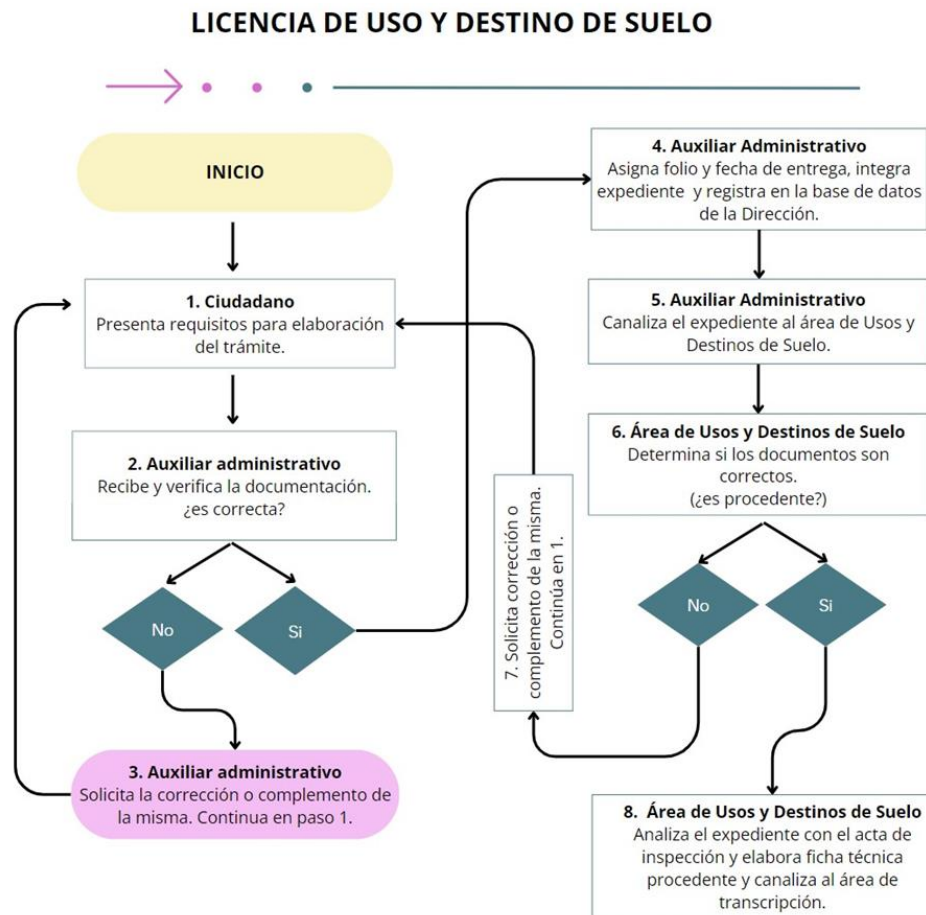 LICENCIA DE USO Y DESTINO DE SUELO
INICIO
1. Ciudadano
Presenta requisitos para elaboración
del trámite.
2. Auxiliar administrativo
Recibe y verifica la documentación.
¿es correcta?
No
Si
3. Auxiliar administrativo
Solicita la corrección o complemento de
la misma. Continua en paso 1.
4. Auxiliar Administrativo
Asigna folio y fecha de entrega, integra
expediente y registra en la base de datos
de la Dirección.
5. Auxiliar Administrativo
Canaliza el expediente al área de Usos y
Destinos de Suelo.
6. Área de Usos y Destinos de Suelo
Determina si los documentos son
correctos.
(¿es procedente?)
No
Si
7. Solicita corrección o
complemento de la misma.
Continúa en 1.
8. Área de Usos y Destinos de Suelo
Analiza el expediente con el acta de
inspección y elabora ficha técnica
procedente y canaliza al área de
transcripción.